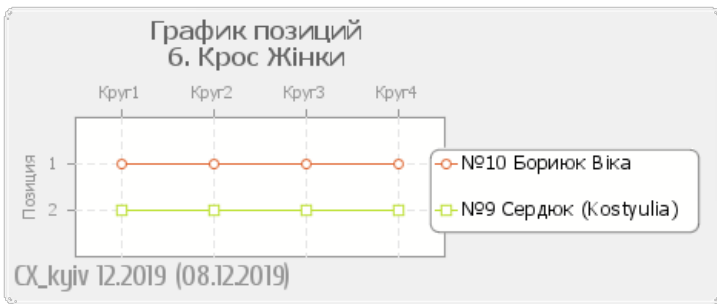 График позиций
6. Крос Жінки
Круг1 Круг2 Круг3 Круг4
Позиция
1
2
№10 Бориюк Віка
№9 Сердюк (Kostyulia)
CX_kyiv 12.2019 (08.12.2019)